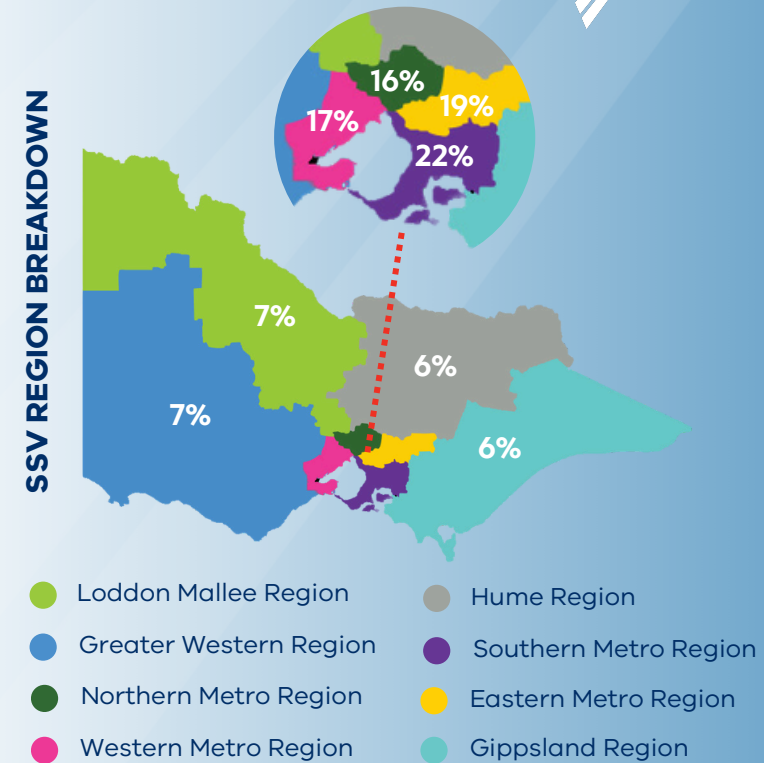 SSV REGION BREAKDOWN
16%
19%
17%
22%
7%
6%
7%
6%
Loddon Mallee Region
Hume Region
Greater Western Region
Southern Metro Region
Northern Metro Region
Eastern Metro Region
Western Metro Region
Gippsland Region